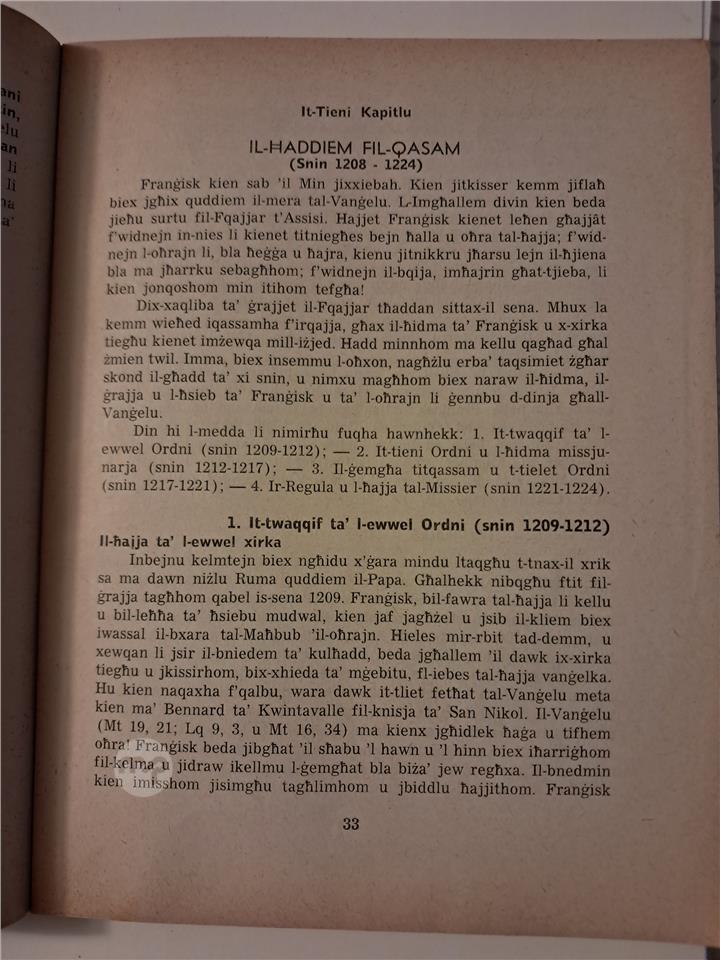 ani
in,
elu
an
li
li
na
a'
It-Tieni Kapitlu
IL-ĦADDIEM FIL-QASAM
(Snin 1208 - 1224)
Franġisk kien sab 'il Min jixxiebah. Kien jitkisser kemm jiflaħ
biex jgħix quddiem il-mera tal-Vanġelu. L-Imgħallem divin kien beda
jieħu surtu fil-Fqajjar t'Assisi. Hajjet Franġisk kienet leħen għajjât
f'widnejn in-nies li kienet titniegħes bejn ħalla u oħra tal-ħajja; f'wid-
nejn l-oħrajn li, bla ħeġġa u ħajra, kienu jitnikkru jħarsu lejn il-ħjiena
bla ma jħarrku sebagħhom; f'widnejn il-bqija, imħajrin għat-tjieba, li
kien jonqoshom min itihom tefgħa!
Dix-xaqliba ta' ġrajjet il-Fqajjar tħaddan sittax-il sena. Mhux la
kemm wieħed iqassamha f'irqajja, għax il-ħidma ta' Franġisk u x-xirka
tiegħu kienet imżewqa mill-iżjed. Hadd minnhom ma kellu qagħad għal
żmien twil. Imma, biex insemmu l-oħxon, nagħżlu erba' taqsimiet żgħar
skond il-għadd ta' xi snin, u nimxu magħhom biex naraw il-ħidma, il-
ġrajja u l-ħsieb ta' Franġisk u ta' l-oħrajn li ġennbu d-dinja għall-
Vanġelu.
Din hi l-medda li nimirħu fuqha hawnhekk: 1. It-twaqqif ta' l-
ewwel Ordni (snin 1209-1212); — 2. It-tieni Ordni u l-ħidma missju-
narja (snin 1212-1217); — 3. Il-ġemgħa titqassam u t-tielet Ordni
(snin 1217-1221); — 4. Ir-Regula u l-ħajja tal-Missier (snin 1221-1224).
1. It-twaqqif ta' l-ewwel Ordni (snin 1209-1212)
Il-ħajja ta' l-ewwel xirka
Inbejnu kelmtejn biex ngħidu x'ġara mindu ltaqgħu t-tnax-il xrik
sa ma dawn niżlu Ruma quddiem il-Papa. Għalhekk nibqgħu ftit fil-
ġrajja tagħhom qabel is-sena 1209. Franġisk, bil-fawra tal-ħajja li kellu
u bil-leħħa ta' ħsiebu mudwal, kien jaf jagħżel u jsib il-kliem biex
iwassal il-bxara tal-Maħbub 'il-oħrajn. Hieles mir-rbit tad-demm, u
xewqan li jsir il-bniedem ta' kulħadd, beda jgħallem 'il dawk ix-xirka
tiegħu u jkissirhom, bix-xhieda ta' mġebitu, fl-iebes tal-ħajja vanġelka.
Hu kien naqaxha f'qalbu, wara dawk it-tliet fetħat tal-Vanġelu meta
kien ma' Bennard ta' Kwintavalle fil-knisja ta' San Nikol. Il-Vanġelu
(Mt 19, 21; Lq 9, 3, u Mt 16, 34) ma kienx jgħidlek ħaġa u tifhem
oħra! Franġisk beda jibgħat 'il sħabu 'l hawn u 'l hinn biex iħarriġhom
fil-kelma u jidraw ikellmu l-ġemgħat bla biża' jew regħxa. Il-bnedmin
kien imisshom jisimgħu tagħlimhom u jbiddlu ħajjithom. Franġisk
33